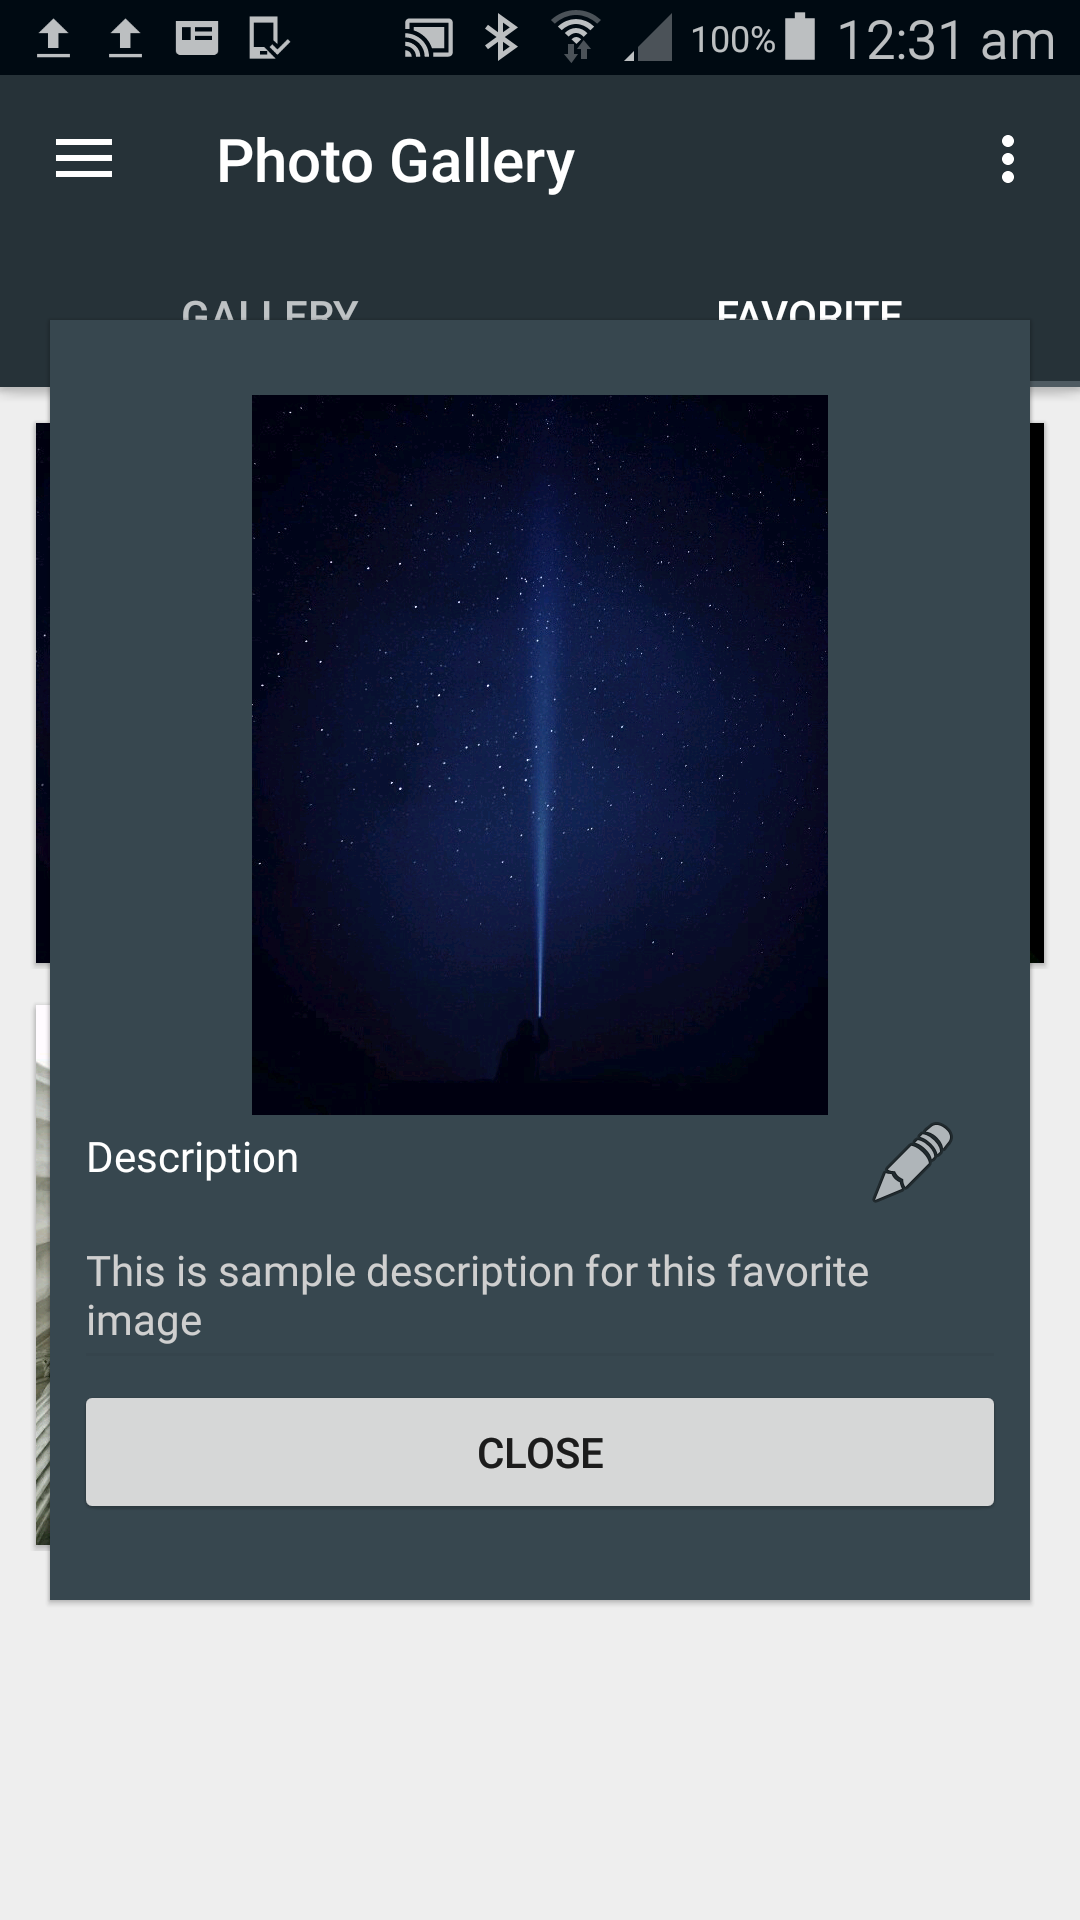 100% 12:31 am
Photo Gallery
GALLERY FAVORITE
Description
This is sample description for this favorite
image
CLOSE